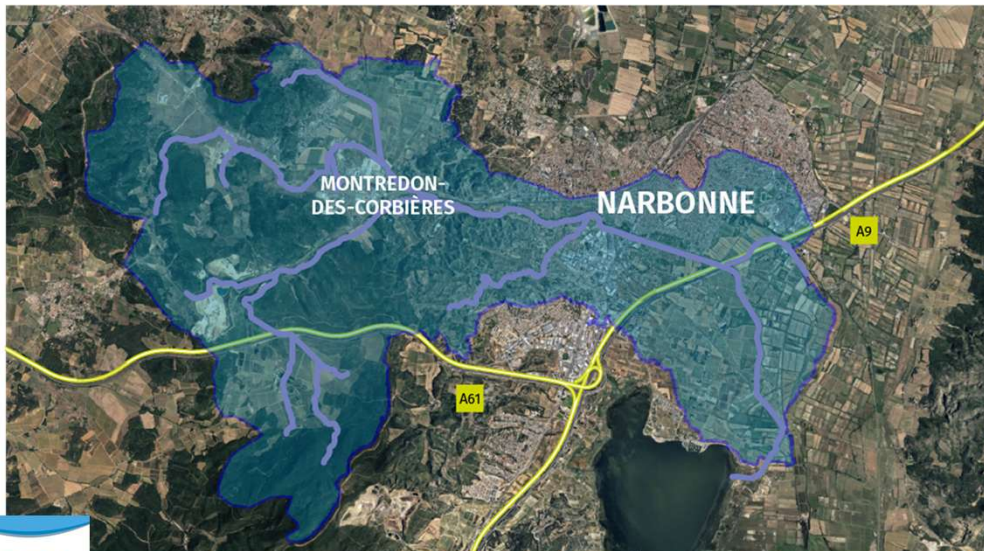 MONTREDON-
DES-CORBIÈRES
NARBONNE
A9
A61